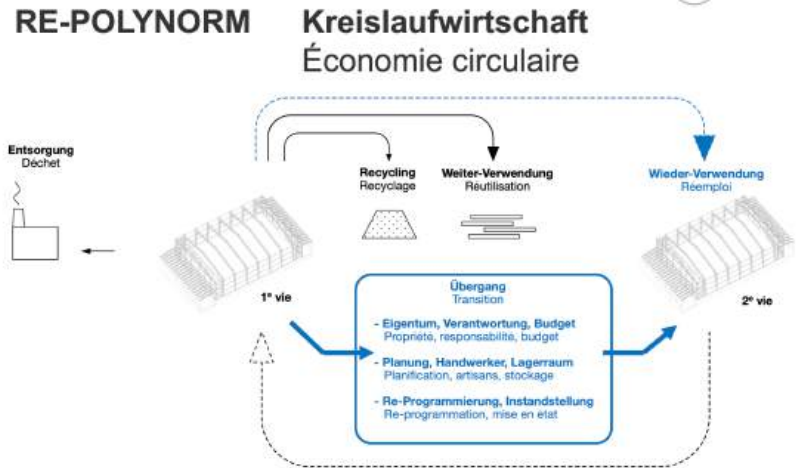 RE-POLYNORM Kreislaufwirtschaft
Économie circulaire
Entsorgung
Déchet
Recycling
Recyclage
Weiter-Verwendung
Réutilisation
Wieder-Verwendung
Réemploi
1e vie
2e vie
Übergang
Transition
- Eigentum, Verantwortung, Budget
Propriété, responsabilité, budget
- Planung, Handwerker, Lagerraum
Planification, artisans, stockage
- Re-Programmierung, Instandstellung
Re-programmation, mise en état